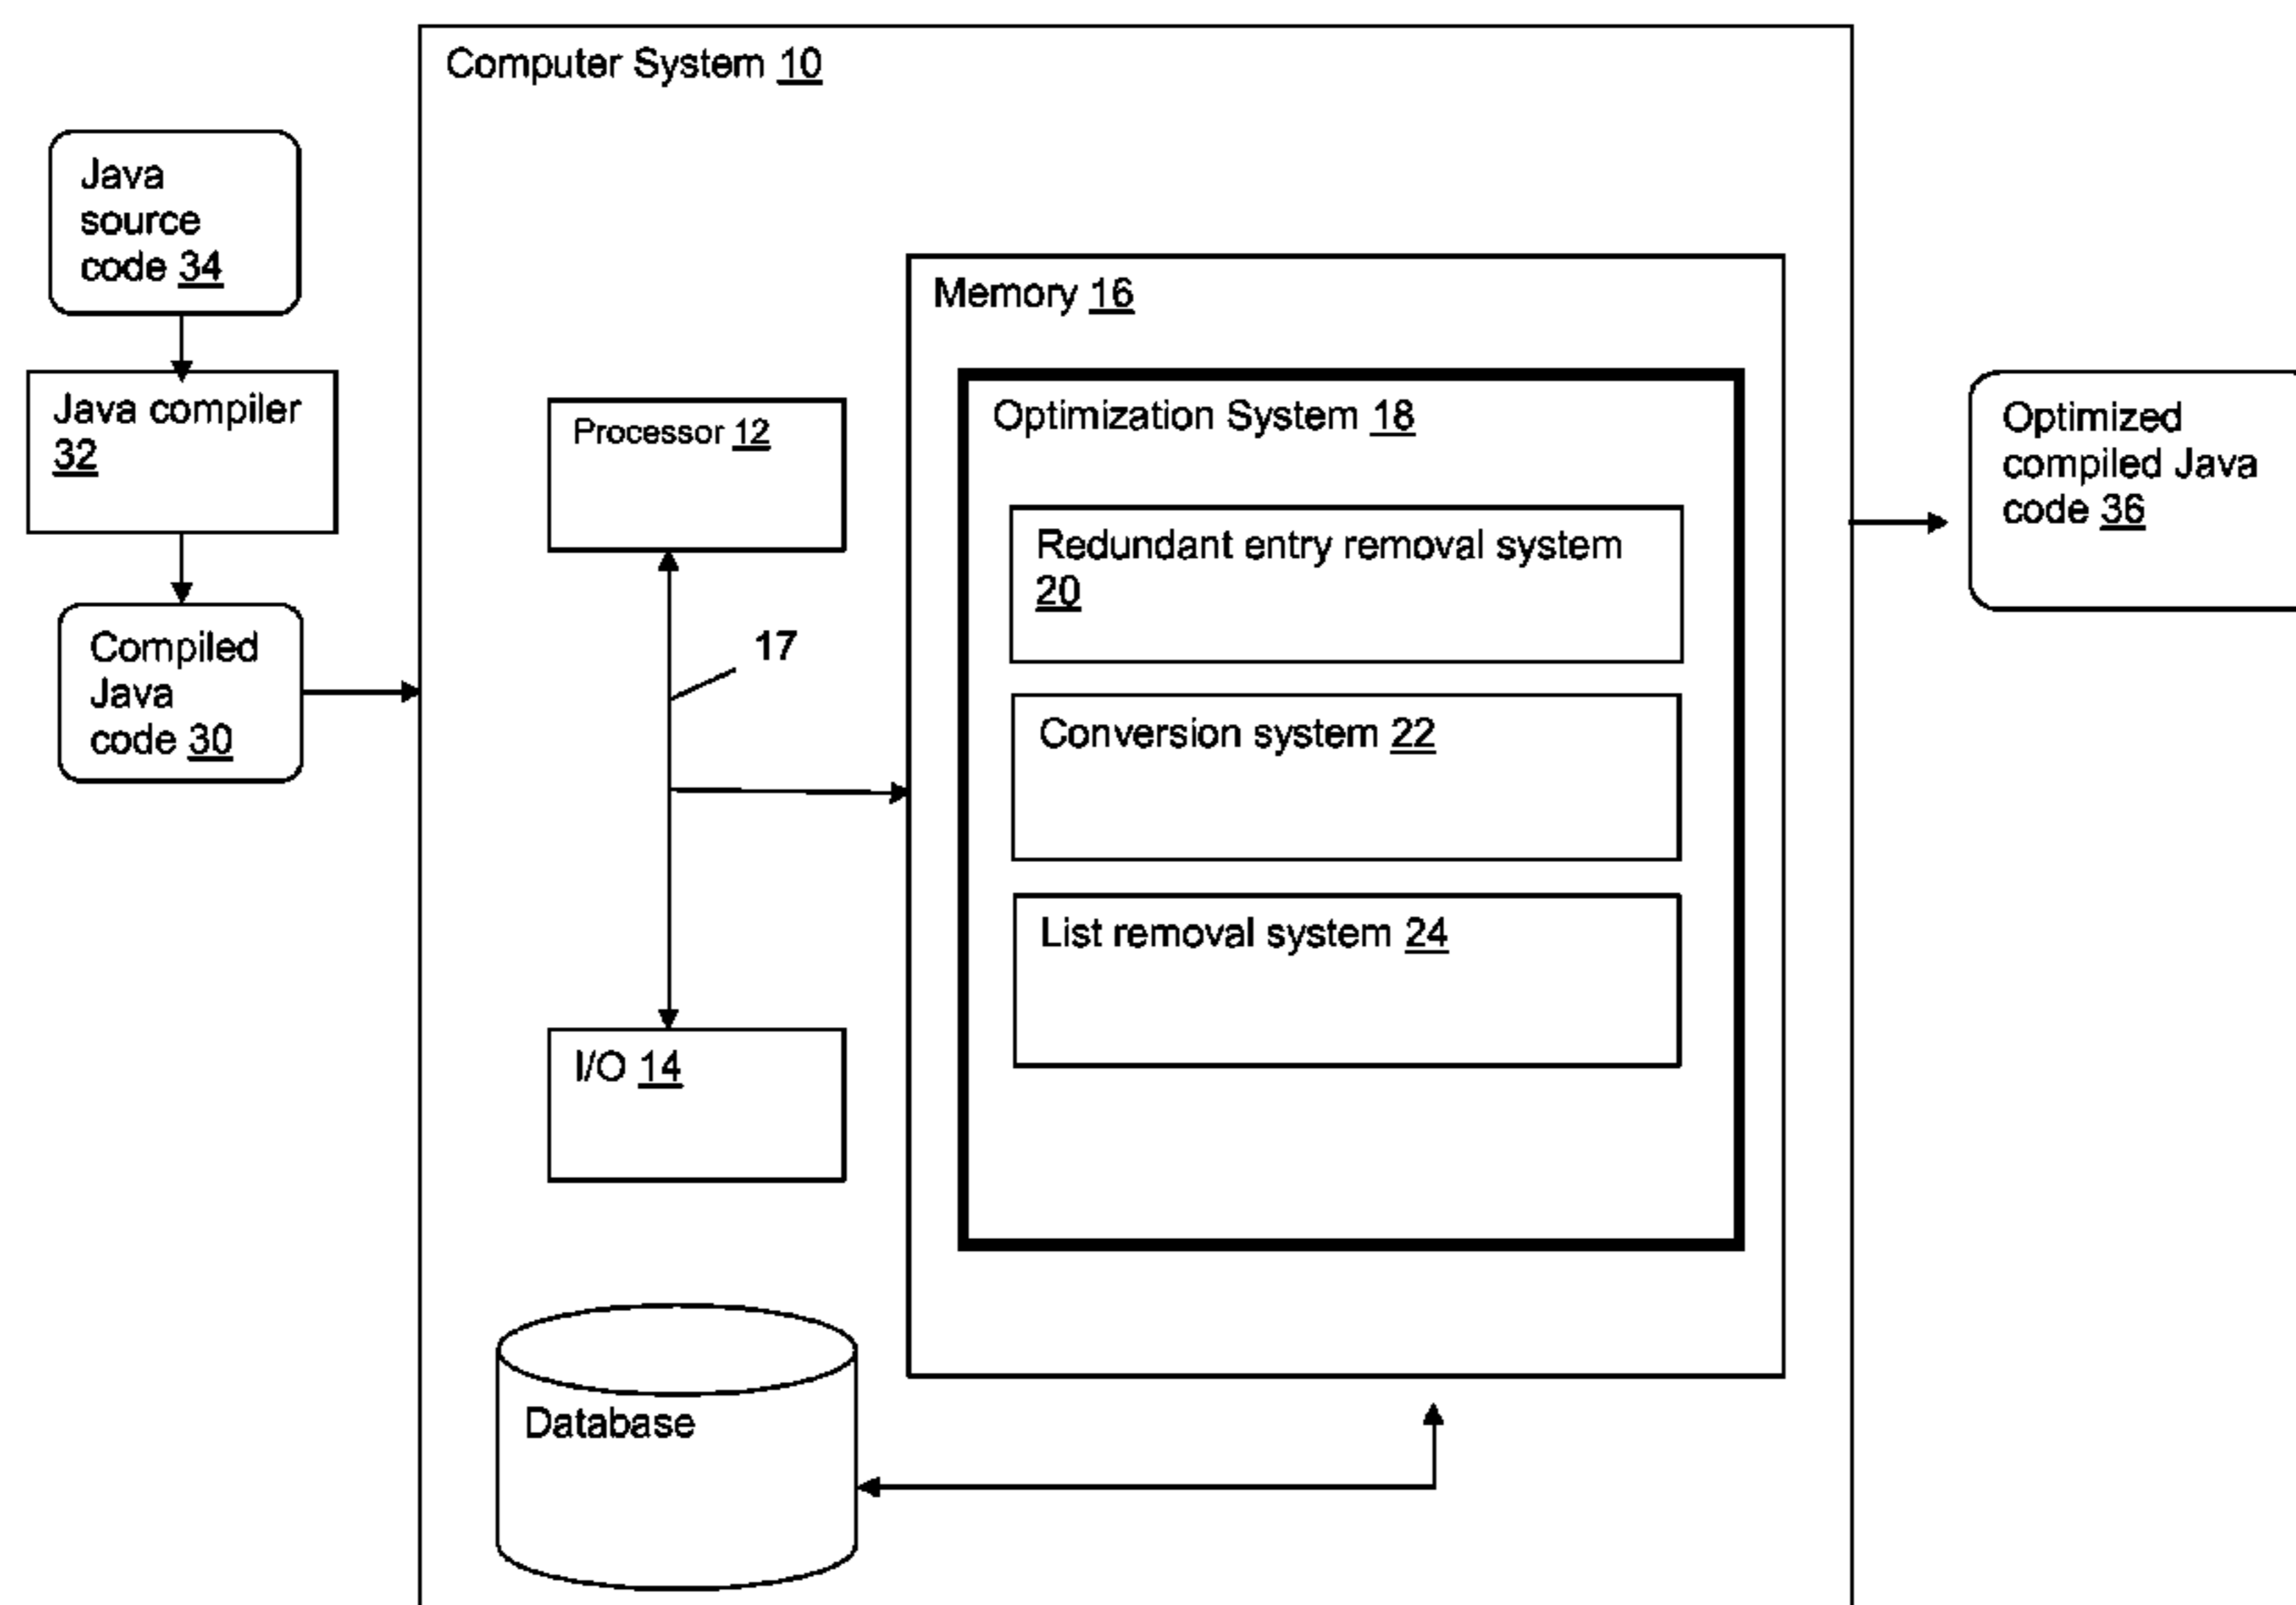 Computer System 10
Java
source
code 34
Java compiler
32
Compiled
Java
code 30
Processor 12
17
I/O 14
Database
Memory 16
Optimization System 18
Redundant entry removal system
20
Conversion system 22
List removal system 24
Optimized
compiled Java
code 36